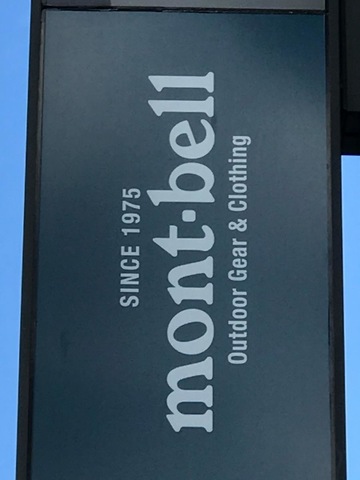 SINCE 1975
mont·bell
Outdoor Gear & Clothing